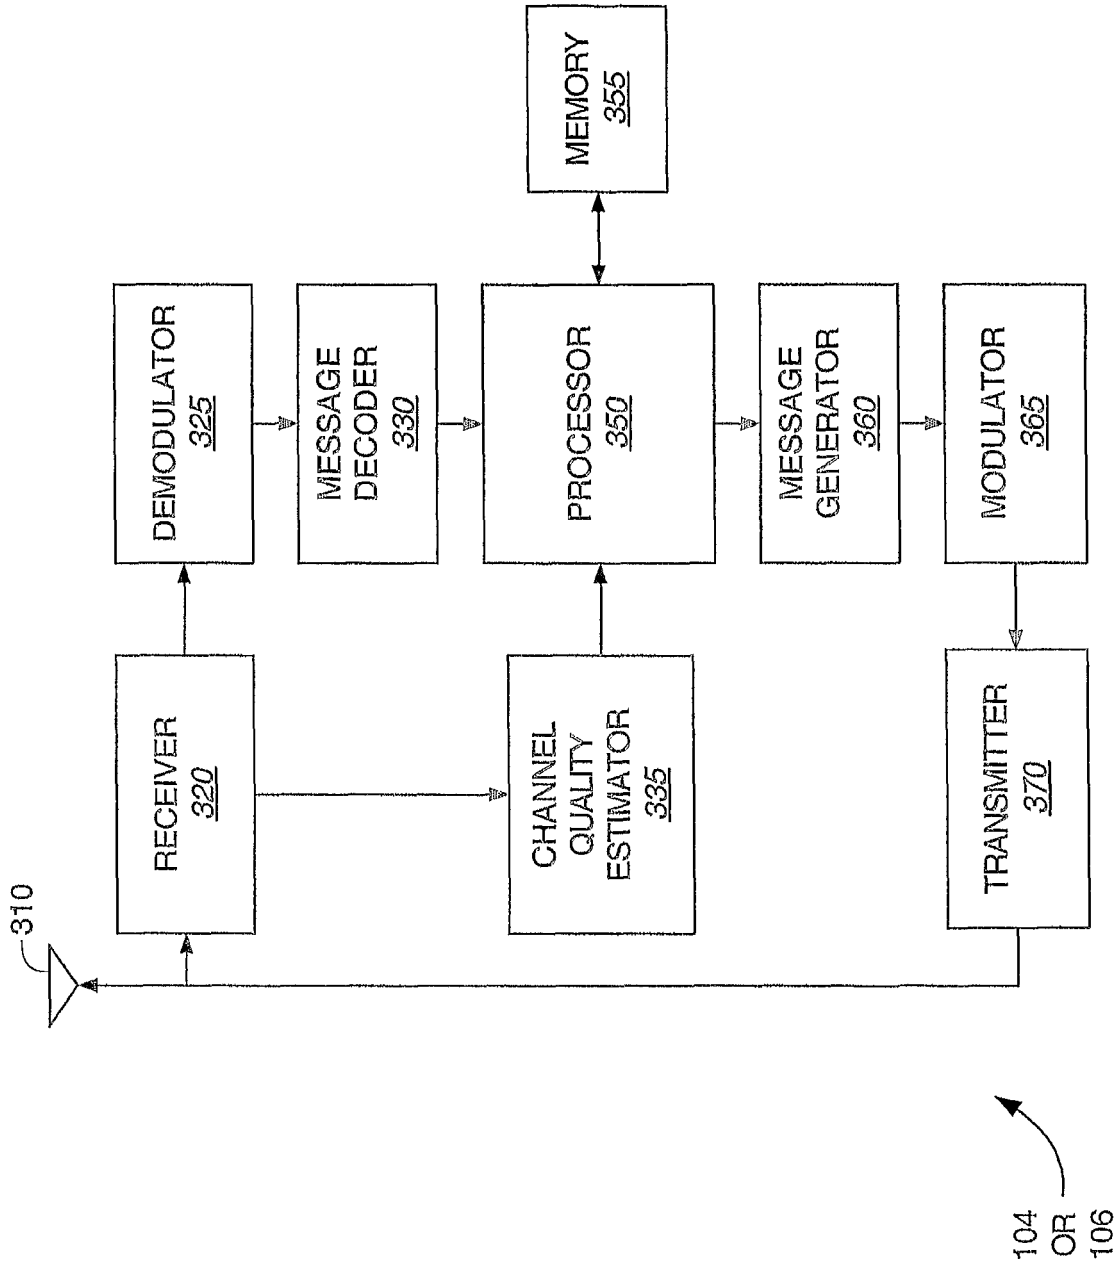 310
RECEIVER
320
DEMODULATOR
325
MESSAGE
DECODER
330
CHANNEL
QUALITY
ESTIMATOR
335
PROCESSOR
350
MEMORY
355
MESSAGE
GENERATOR
360
MODULATOR
365
TRANSMITTER
370
104
OR
106